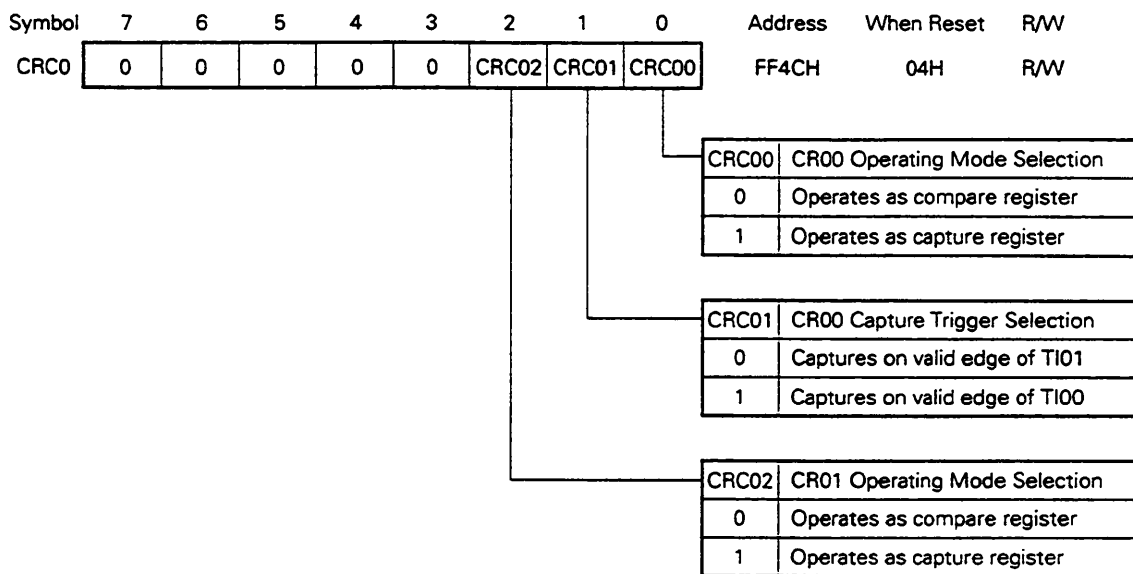 Symbol 7 6 5 4 3 2 1 0 Address When Reset R/W
CRC0 0 0 0 0 0 CRC02 CRC01 CRC00 FF4CH 04H R/W
CRC00 CR00 Operating Mode Selection
0 Operates as compare register
1 Operates as capture register
CRC01 CR00 Capture Trigger Selection
0 Captures on valid edge of TI01
1 Captures on valid edge of TI00
CRC02 CR01 Operating Mode Selection
0 Operates as compare register
1 Operates as capture register